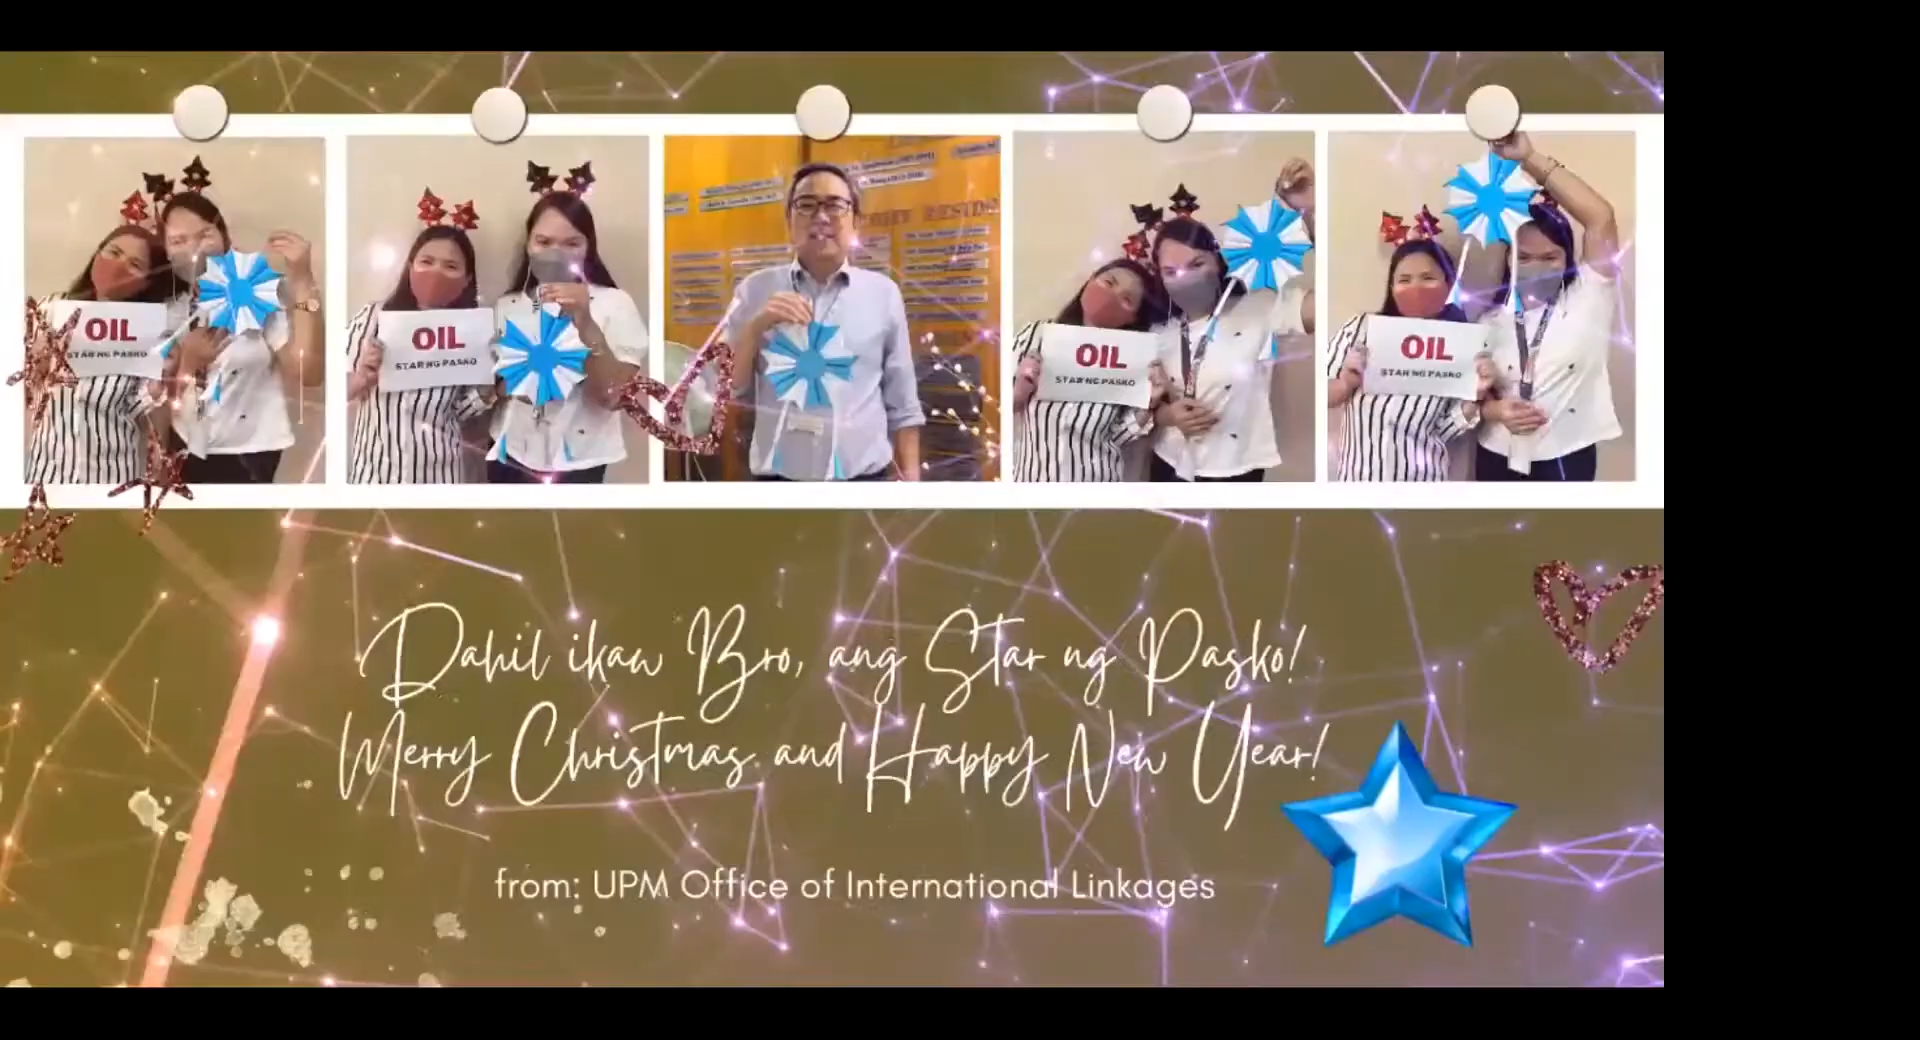 OIL
STAR NG PASKO
OIL
STAR NG PASKO
OIL
STAR NG PASKO
OIL
STAR NG PASKO
Dahil ikaw Bro, ang Star ng Pasko!
Merry Christmas and Happy New Year!
from: UPM Office of International Linkages